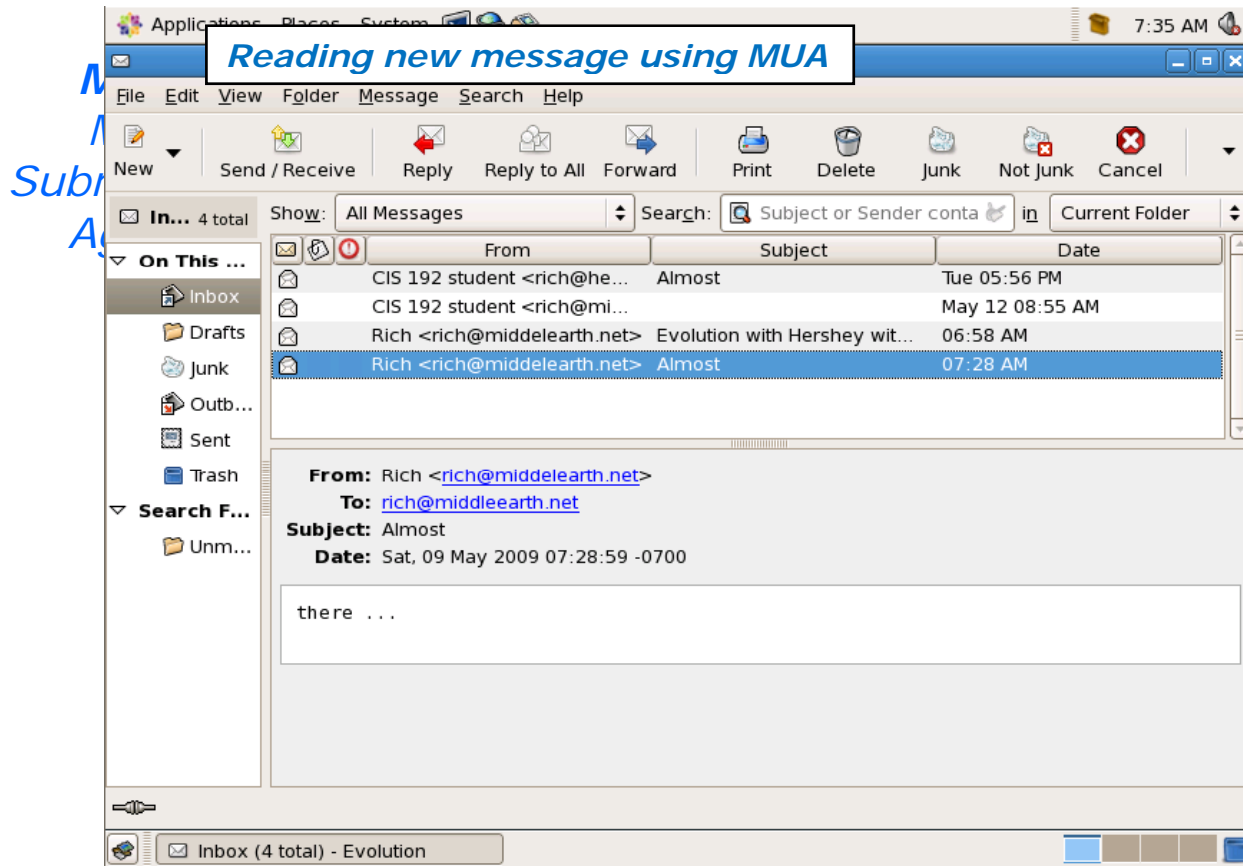 Applications Places System 7:35 AM
Reading new message using MUA
File Edit View Folder Message Search Help
New Send / Receive Reply Reply to All Forward Print Delete Junk Not Junk Cancel
In... 4 total Show: All Messages Search: Subject or Sender conta in Current Folder
On This ...
Inbox
Drafts
Junk
Outb...
Sent
Trash
Search F...
Unm...
From Subject Date
CIS 192 student <rich@he... Almost Tue 05:56 PM
CIS 192 student <rich@mi... May 12 08:55 AM
Rich <rich@middelearth.net> Evolution with Hershey wit... 06:58 AM
Rich <rich@middelearth.net> Almost 07:28 AM
From: Rich <rich@middelearth.net>
To: rich@middleearth.net
Subject: Almost
Date: Sat, 09 May 2009 07:28:59 -0700
there ...
Inbox (4 total) - Evolution